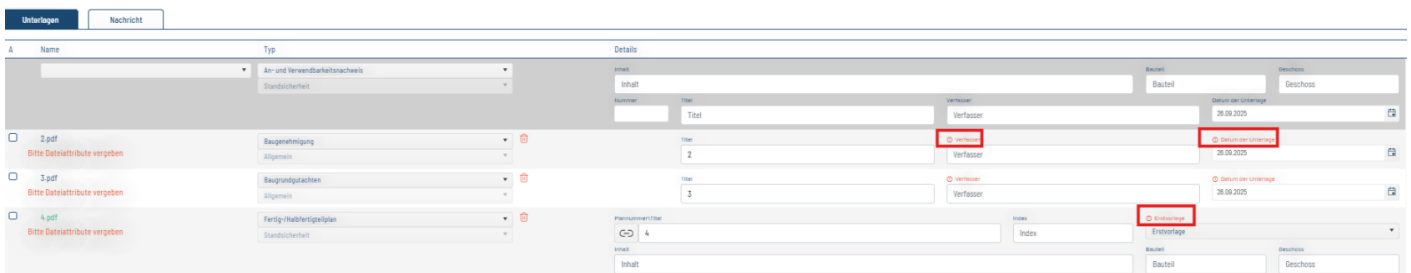 Unterlagen Nachricht
A Name Typ Details
An- und Verwendbarkeitsnachweis
Standsicherheit
Inhalt Bauteil Geschoss
Inhalt Bauteil Geschoss
Nummer Titel Verfasser Datum der Unterlage
Titel Verfasser 26.09.2025
2.pdf Baugenehmigung Titel Verfasser Datum der Unterlage
Bitte Dateiattribute vergeben Allgemein 2 Verfasser 26.09.2025
3.pdf Baugrundgutachten Titel Verfasser Datum der Unterlage
Bitte Dateiattribute vergeben Allgemein 3 Verfasser 26.09.2025
4.pdf Fertig-/Halbfertigteilplan Plannummer\Titel Index Erstvorlage
Bitte Dateiattribute vergeben Standsicherheit 4 Index Erstvorlage
Inhalt Bauteil Geschoss
Inhalt Bauteil Geschoss